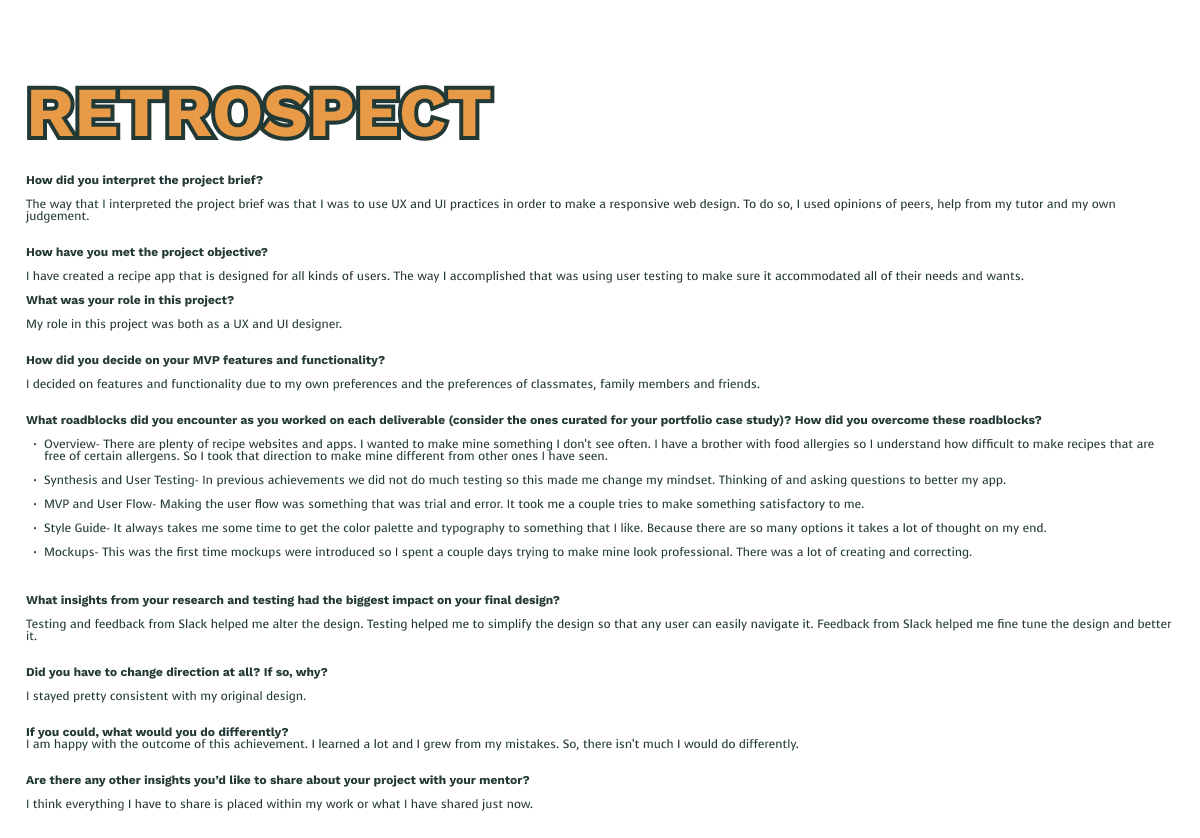 RETROSPECT
How did you interpret the project brief?
The way that I interpreted the project brief was that I was to use UX and UI practices in order to make a responsive web design. To do so, I used opinions of peers, help from my tutor and my own
judgement.
How have you met the project objective?
I have created a recipe app that is designed for all kinds of users. The way I accomplished that was using user testing to make sure it accommodated all of their needs and wants.
What was your role in this project?
My role in this project was both as a UX and UI designer.
How did you decide on your MVP features and functionality?
I decided on features and functionality due to my own preferences and the preferences of classmates, family members and friends.
What roadblocks did you encounter as you worked on each deliverable (consider the ones curated for your portfolio case study)? How did you overcome these roadblocks?
· Overview- There are plenty of recipe websites and apps. I wanted to make mine something I don't see often. I have a brother with food allergies so I understand how difficult to make recipes that are
free of certain allergens. So I took that direction to make mine different from other ones I have seen.
· Synthesis and User Testing- In previous achievements we did not do much testing so this made me change my mindset. Thinking of and asking questions to better my app.
· MVP and User Flow- Making the user flow was something that was trial and error. It took me a couple tries to make something satisfactory to me.
· Style Guide- It always takes me some time to get the color palette and typography to something that I like. Because there are so many options it takes a lot of thought on my end.
· Mockups- This was the first time mockups were introduced so I spent a couple days trying to make mine look professional. There was a lot of creating and correcting.
What insights from your research and testing had the biggest impact on your final design?
Testing and feedback from Slack helped me alter the design. Testing helped me to simplify the design so that any user can easily navigate it. Feedback from Slack helped me fine tune the design and better
it.
Did you have to change direction at all? If so, why?
I stayed pretty consistent with my original design.
If you could, what would you do differently?
I am happy with the outcome of this achievement. I learned a lot and I grew from my mistakes. So, there isn't much I would do differently.
Are there any other insights you’d like to share about your project with your mentor?
I think everything I have to share is placed within my work or what I have shared just now.